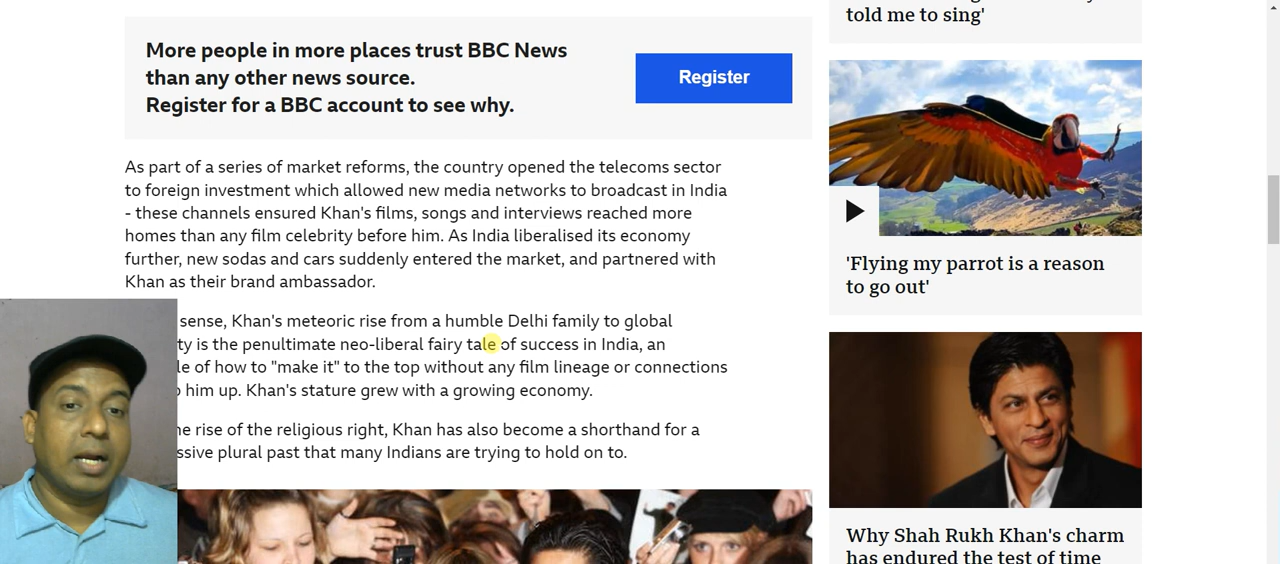 More people in more places trust BBC News
than any other news source.
Register for a BBC account to see why.
Register
As part of a series of market reforms, the country opened the telecoms sector
to foreign investment which allowed new media networks to broadcast in India
- these channels ensured Khan's films, songs and interviews reached more
homes than any film celebrity before him. As India liberalised its economy
further, new sodas and cars suddenly entered the market, and partnered with
Khan as their brand ambassador.
sense, Khan's meteoric rise from a humble Delhi family to global
ty is the penultimate neo-liberal fairy tale of success in India, an
le of how to "make it" to the top without any film lineage or connections
him up. Khan's stature grew with a growing economy.
rise of the religious right, Khan has also become a shorthand for a
ssive plural past that many Indians are trying to hold on to.
told me to sing'
'Flying my parrot is a reason
to go out'
Why Shah Rukh Khan's charm
has endured the test of time